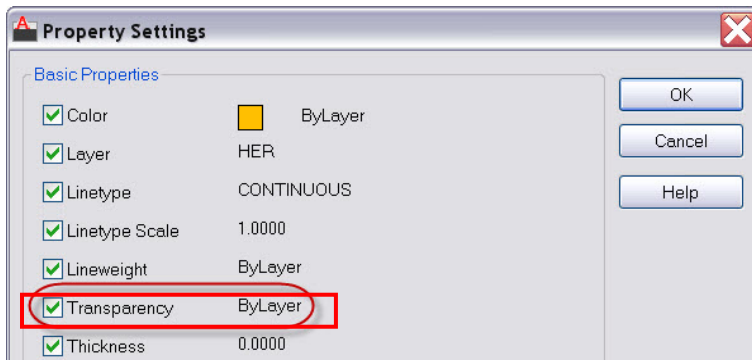 Property Settings
Basic Properties
Color ByLayer
Layer HER
Linetype CONTINUOUS
Linetype Scale 1.0000
Lineweight ByLayer
Transparency ByLayer
Thickness 0.0000
OK
Cancel
Help